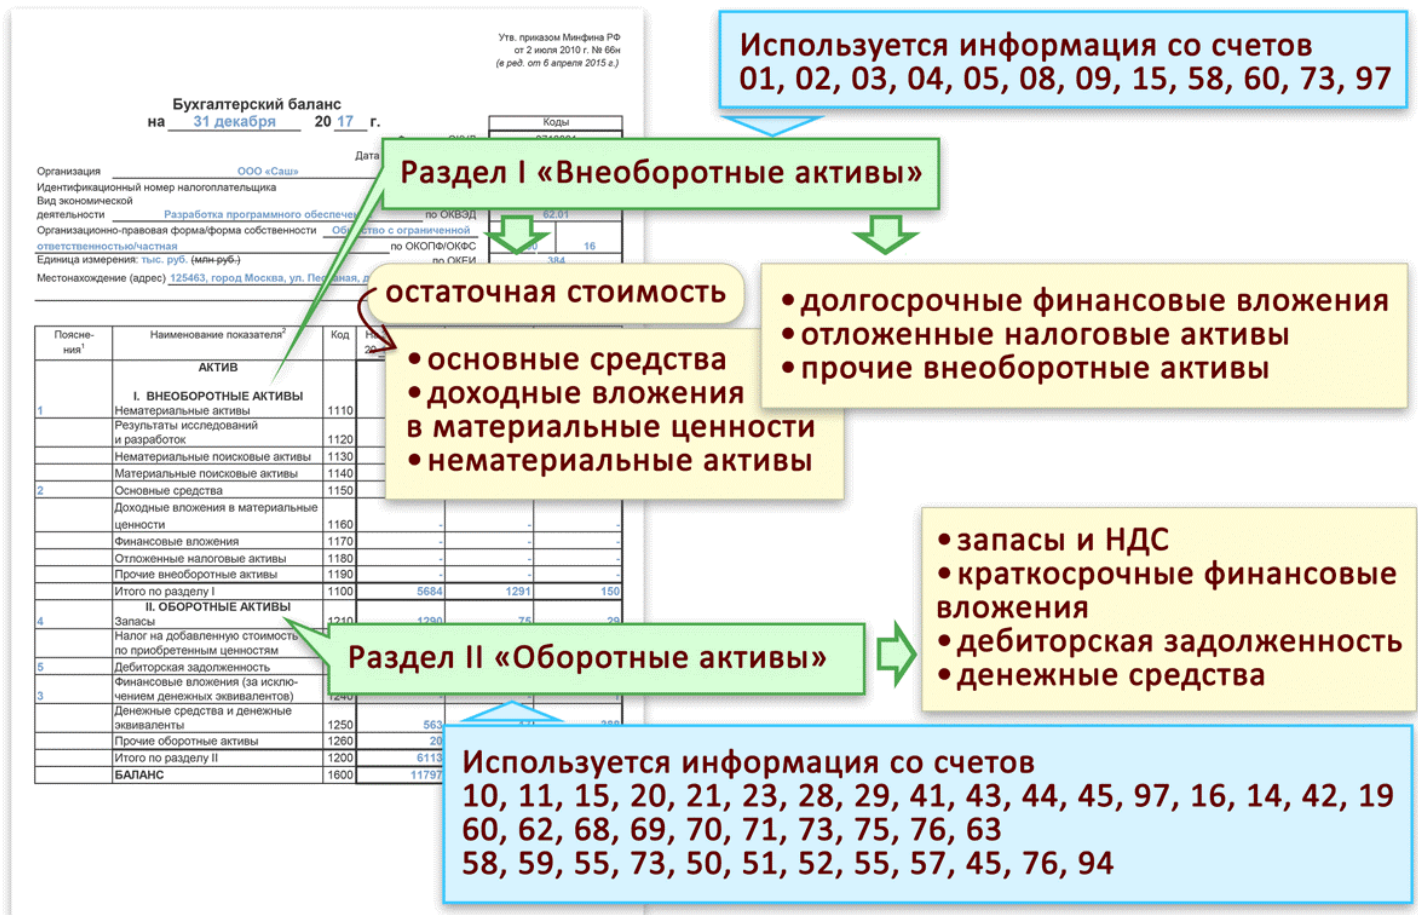 Утв. приказом Минфина РФ
от 2 июля 2010 г. № 66н
(в ред. от 6 апреля 2015 г.)
Используется информация со счетов
01, 02, 03, 04, 05, 08, 09, 15, 58, 60, 73, 97
Бухгалтерский баланс
на 31 декабря 20 17 г.
Коды
Дата
Раздел I «Внеоборотные активы»
Организация ООО «Саш»
Идентификационный номер налогоплательщика
Вид экономической
деятельности Разработка программного по ОКВЭД 62.01
Организационно-правовая форма/форма собственности с ограниченной
ответственностью/частная по ОКОПФ/ОКФС 16
Единица измерения: тыс. руб. (млн руб.) по ОКЕИ 384
Местонахождение (адрес) 125463, город Москва, ул.
остаточная стоимость
• основные средства
• доходные вложения
в материальные ценности
• нематериальные активы
• долгосрочные финансовые вложения
• отложенные налоговые активы
• прочие внеоборотные активы
Поясне-
ния1 Наименование показателя2 Код
АКТИВ
I. ВНЕОБОРОТНЫЕ АКТИВЫ
1 Нематериальные активы 1110
Результаты исследований
и разработок 1120
Нематериальные поисковые активы 1130
Материальные поисковые активы 1140
2 Основные средства 1150
Доходные вложения в материальные
ценности 1160 - - -
Финансовые вложения 1170 - - -
Отложенные налоговые активы 1180 - - -
Прочие внеоборотные активы 1190 - - -
Итого по разделу I 1100 5684 1291 150
II. ОБОРОТНЫЕ АКТИВЫ
4 Запасы 1210 1290 75 29
Налог на добавленную стоимость
по приобретенным ценностям
5 Дебиторская задолженность
Финансовые вложения (за исклю-
3 чением денежных эквивалентов) 1240
Денежные средства и денежные
эквиваленты 1250 563
Прочие оборотные активы 1260 20
Итого по разделу II 1200 6113
БАЛАНС 1600 11797
Раздел II «Оборотные активы»
• запасы и НДС
• краткосрочные финансовые
вложения
• дебиторская задолженность
• денежные средства
Используется информация со счетов
10, 11, 15, 20, 21, 23, 28, 29, 41, 43, 44, 45, 97, 16, 14, 42, 19
60, 62, 68, 69, 70, 71, 73, 75, 76, 63
58, 59, 55, 73, 50, 51, 52, 55, 57, 45, 76, 94